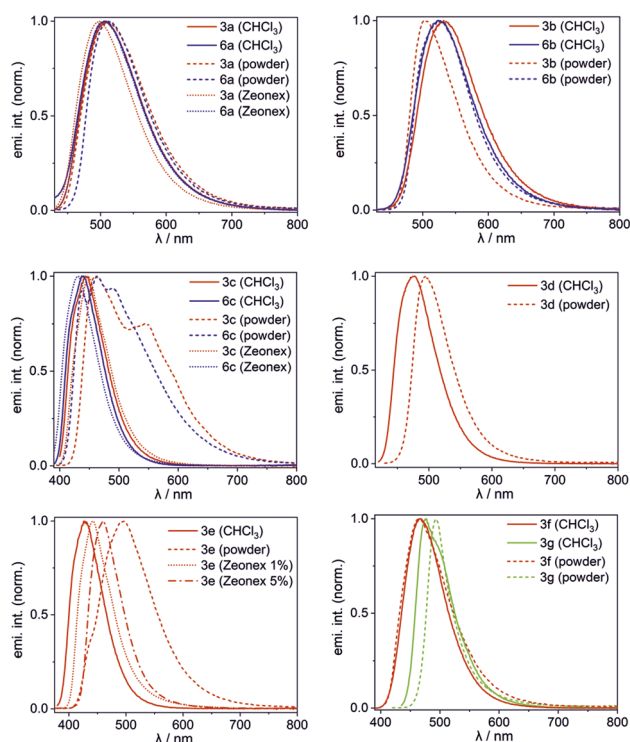 emi. int. (norm.)
1.0
0.5
0.0
500
600
700
800
λ / nm
3a (CHCl₃)
6a (CHCl₃)
3a (powder)
6a (powder)
3a (Zeonex)
6a (Zeonex)
emi. int. (norm.)
1.0
0.5
0.0
500
600
700
800
λ / nm
3b (CHCl₃)
6b (CHCl₃)
3b (powder)
6b (powder)
emi. int. (norm.)
1.0
0.5
0.0
400
500
600
700
800
λ / nm
3c (CHCl₃)
6c (CHCl₃)
3c (powder)
6c (powder)
3c (Zeonex)
6c (Zeonex)
emi. int. (norm.)
1.0
0.5
0.0
500
600
700
800
λ / nm
3d (CHCl₃)
3d (powder)
emi. int. (norm.)
1.0
0.5
0.0
400
500
600
700
800
λ / nm
3e (CHCl₃)
3e (powder)
3e (Zeonex 1%)
3e (Zeonex 5%)
emi. int. (norm.)
1.0
0.5
0.0
400
500
600
700
800
λ / nm
3f (CHCl₃)
3g (CHCl₃)
3f (powder)
3g (powder)